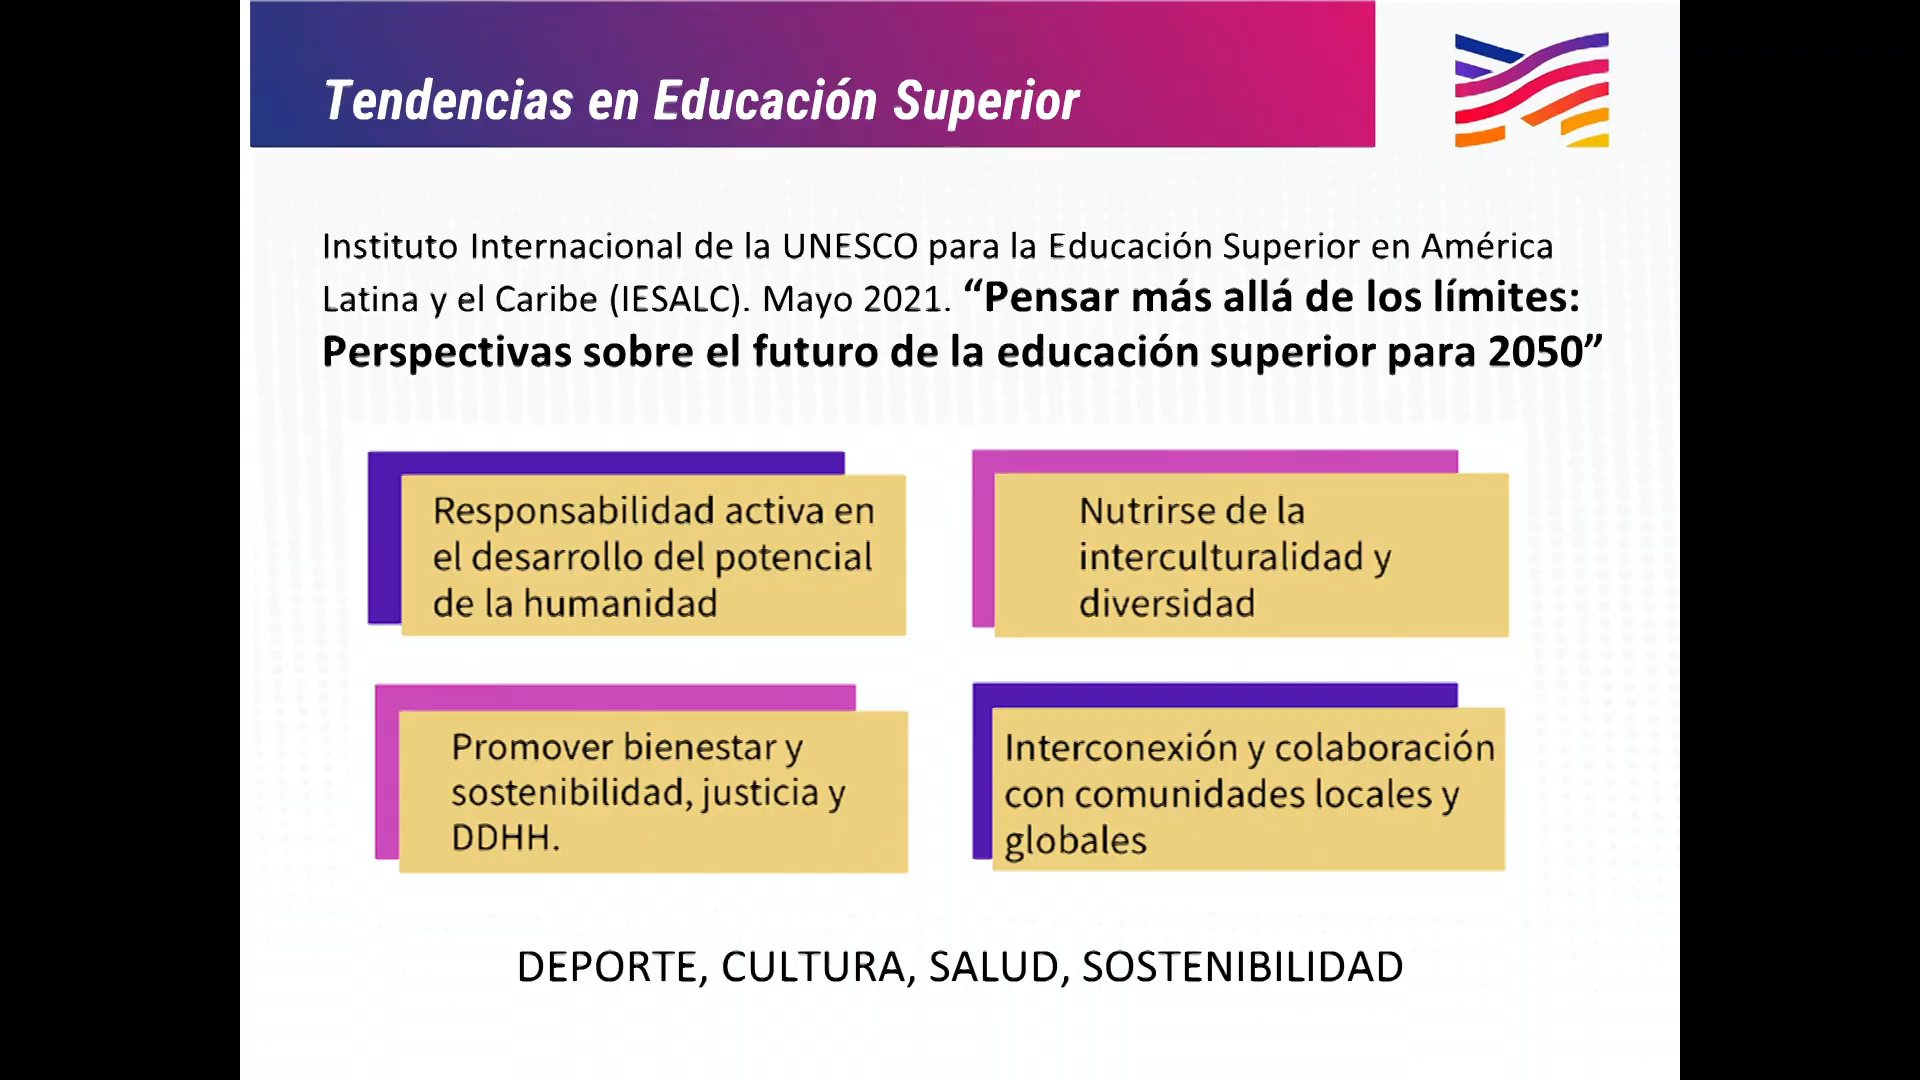 Tendencias en Educación Superior
Instituto Internacional de la UNESCO para la Educación Superior en América
Latina y el Caribe (IESALC). Mayo 2021. “Pensar más allá de los límites:
Perspectivas sobre el futuro de la educación superior para 2050”
Responsabilidad activa en
el desarrollo del potencial
de la humanidad
Nutrirse de la
interculturalidad y
diversidad
Promover bienestar y
sostenibilidad, justicia y
DDHH.
Interconexión y colaboración
con comunidades locales y
globales
DEPORTE, CULTURA, SALUD, SOSTENIBILIDAD